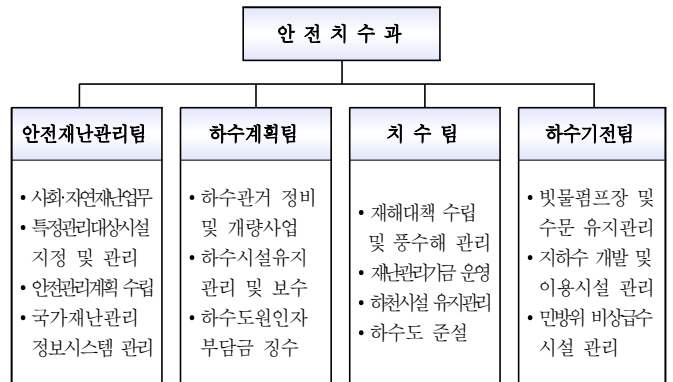 안 전 치 수 과
안전재난관리팀
• 사회·자연재난업무
• 특정관리대상시설
지정 및 관리
• 안전관리계획 수립
• 국가재난관리
정보시스템 관리
하수계획팀
• 하수관거 정비
및 개량사업
• 하수시설유지
관리 및 보수
• 하수도원인자
부담금 징수
치 수 팀
• 재해대책 수립
및 풍수해 관리
• 재난관리기금 운영
• 하천시설 유지관리
• 하수도 준설
하수기전팀
• 빗물펌프장 및
수문 유지관리
• 지하수 개발 및
이용시설 관리
• 민방위 비상급수
시설 관리